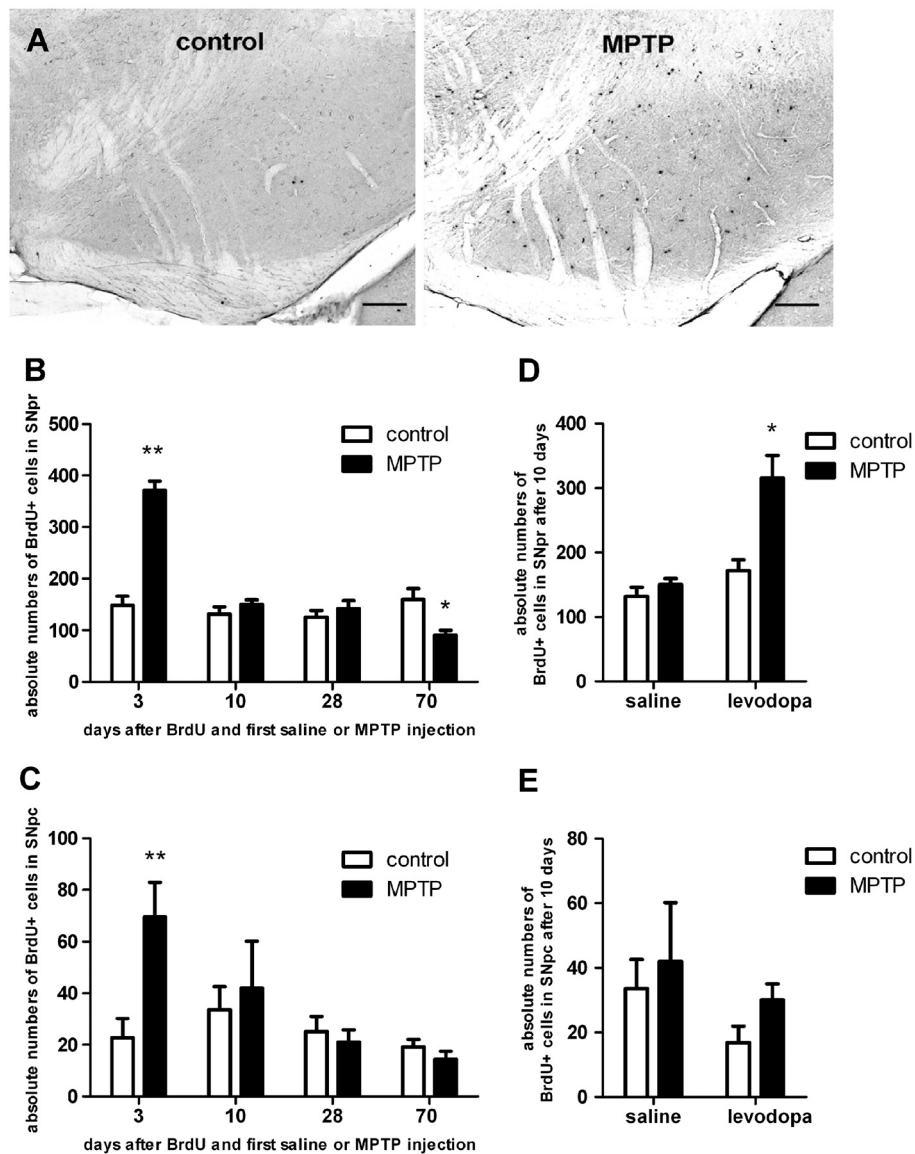 A
control
MPTP
B
absolute numbers of BrdU+ cells in SNpr
500
400
300
200
100
0
**
*
control
MPTP
3 10 28 70
days after BrdU and first saline or MPTP injection
D
absolute numbers of
BrdU+ cells in SNpr after 10 days
400
300
200
100
0
*
control
MPTP
saline levodopa
C
absolute numbers of BrdU+ cells in SNpc
100
80
60
40
20
0
**
control
MPTP
3 10 28 70
days after BrdU and first saline or MPTP injection
E
absolute numbers of
BrdU+ cells in SNpc after 10 days
80
60
40
20
0
control
MPTP
saline levodopa